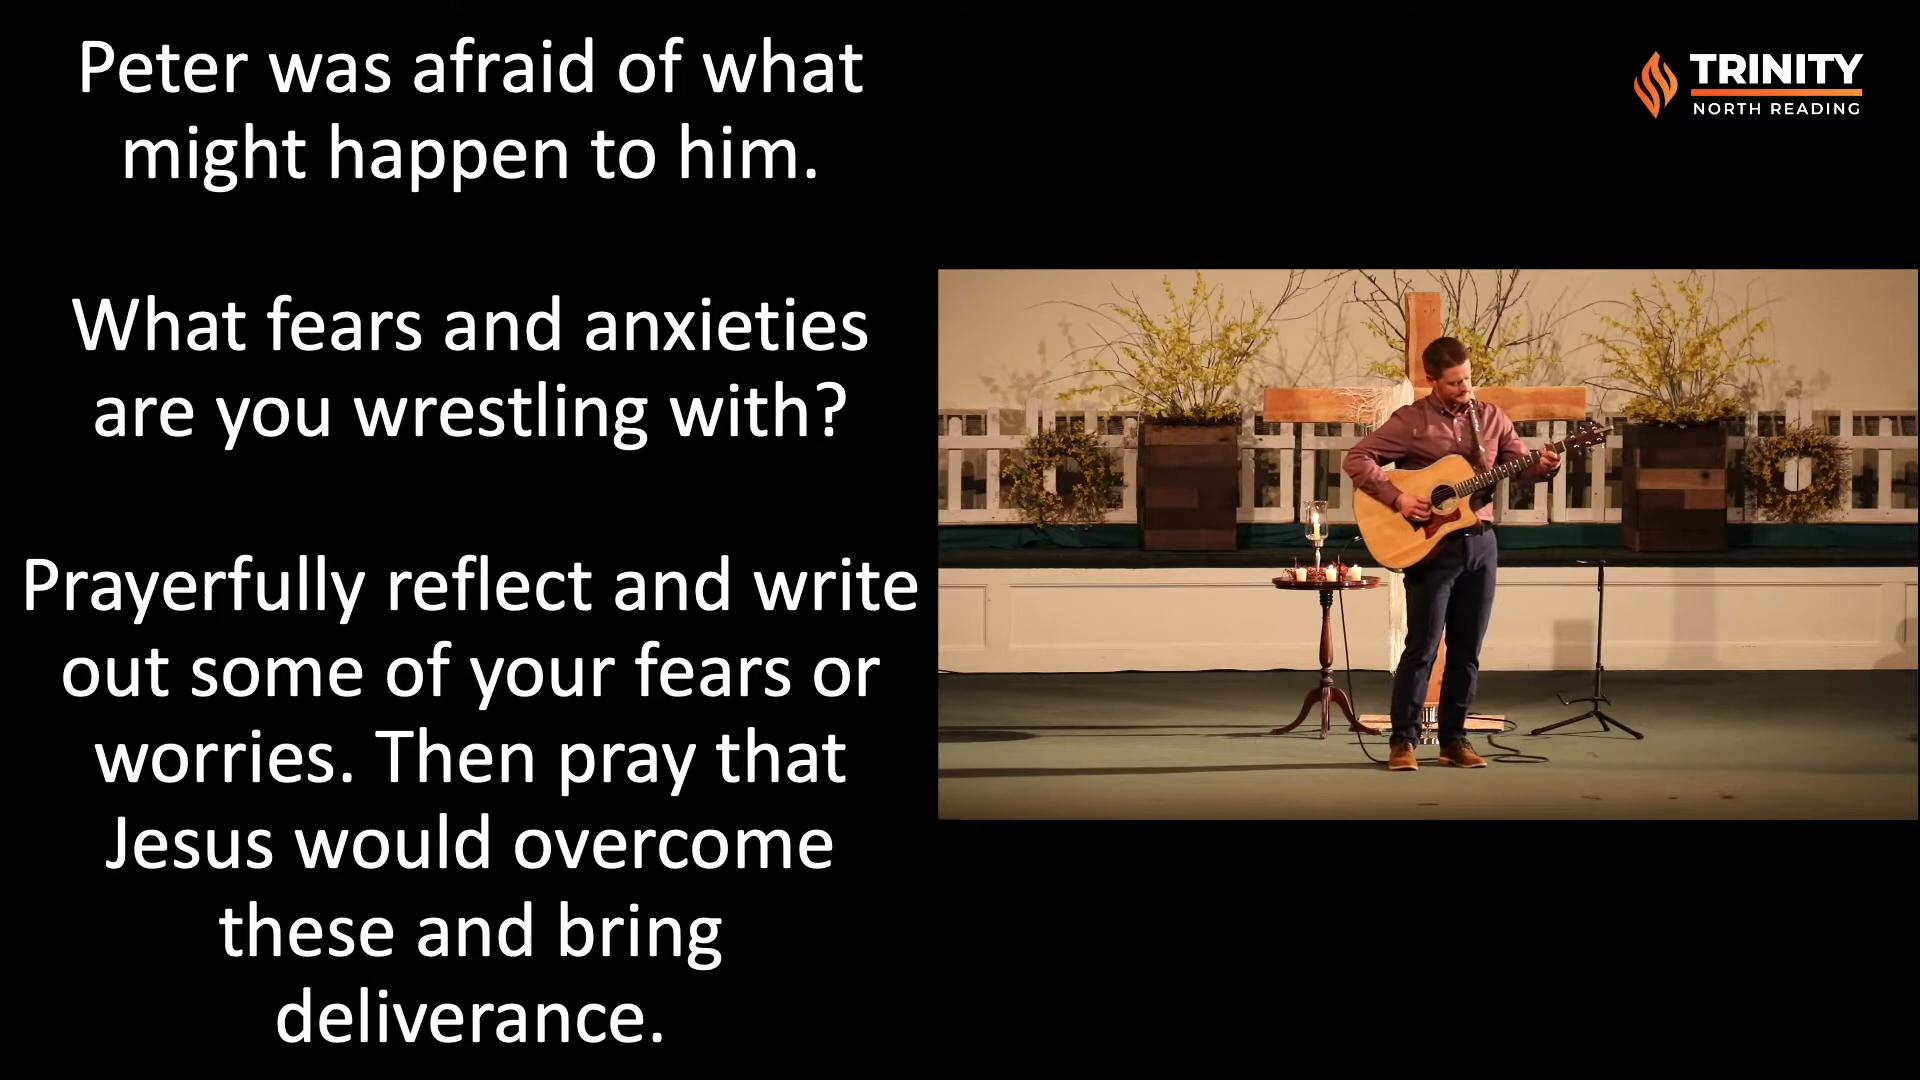 Peter was afraid of what
might happen to him.
What fears and anxieties
are you wrestling with?
Prayerfully reflect and write
out some of your fears or
worries. Then pray that
Jesus would overcome
these and bring
deliverance.
TRINITY
NORTH READING